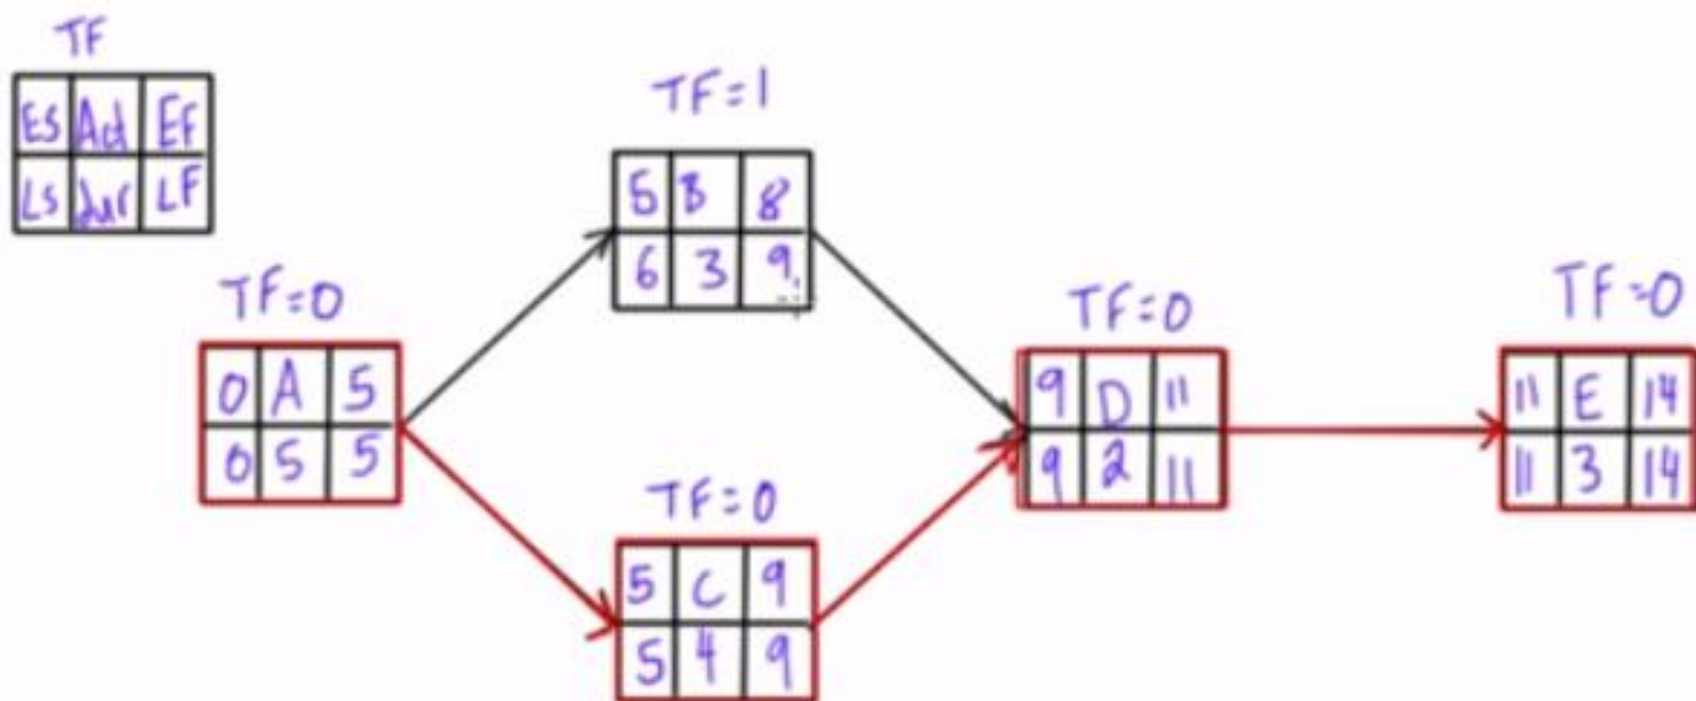 TF
ES Act EF
LS dur LF
TF=1
5 B 8
6 3 9
TF=0
0 A 5
0 5 5
TF=0
5 C 9
5 4 9
TF=0
9 D 11
9 2 11
TF=0
11 E 14
11 3 14